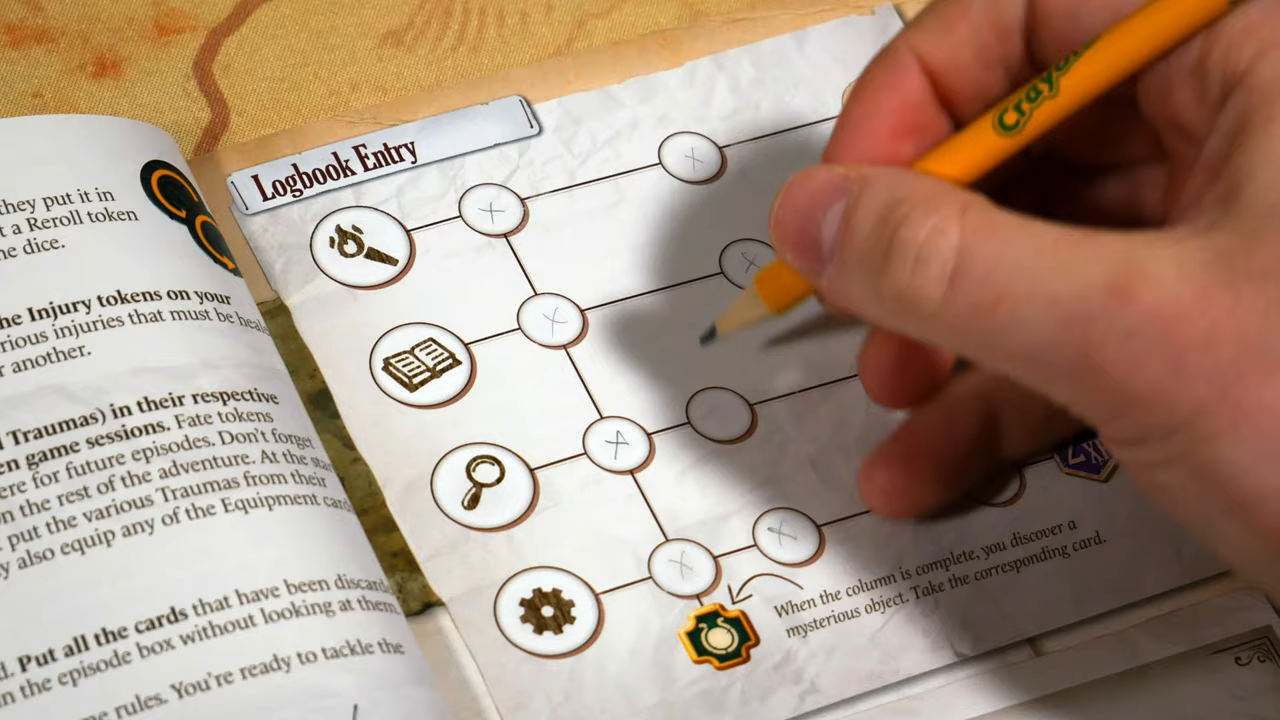 they put it in
t a Reroll token
he dice.
he Injury tokens on your
rious injuries that must be heal
r another.
l Traumas) in their respective
en game sessions. Fate tokens
ere for future episodes. Don't forget
n the rest of the adventure. At the star
put the various Traumas from their
y also equip any of the Equipment card
d. Put all the cards that have been discarde
n the episode box without looking at them.
me rules. You're ready to tackle the
Logbook Entry
Crayola
2XP
When the column is complete, you discover a
mysterious object. Take the corresponding card.